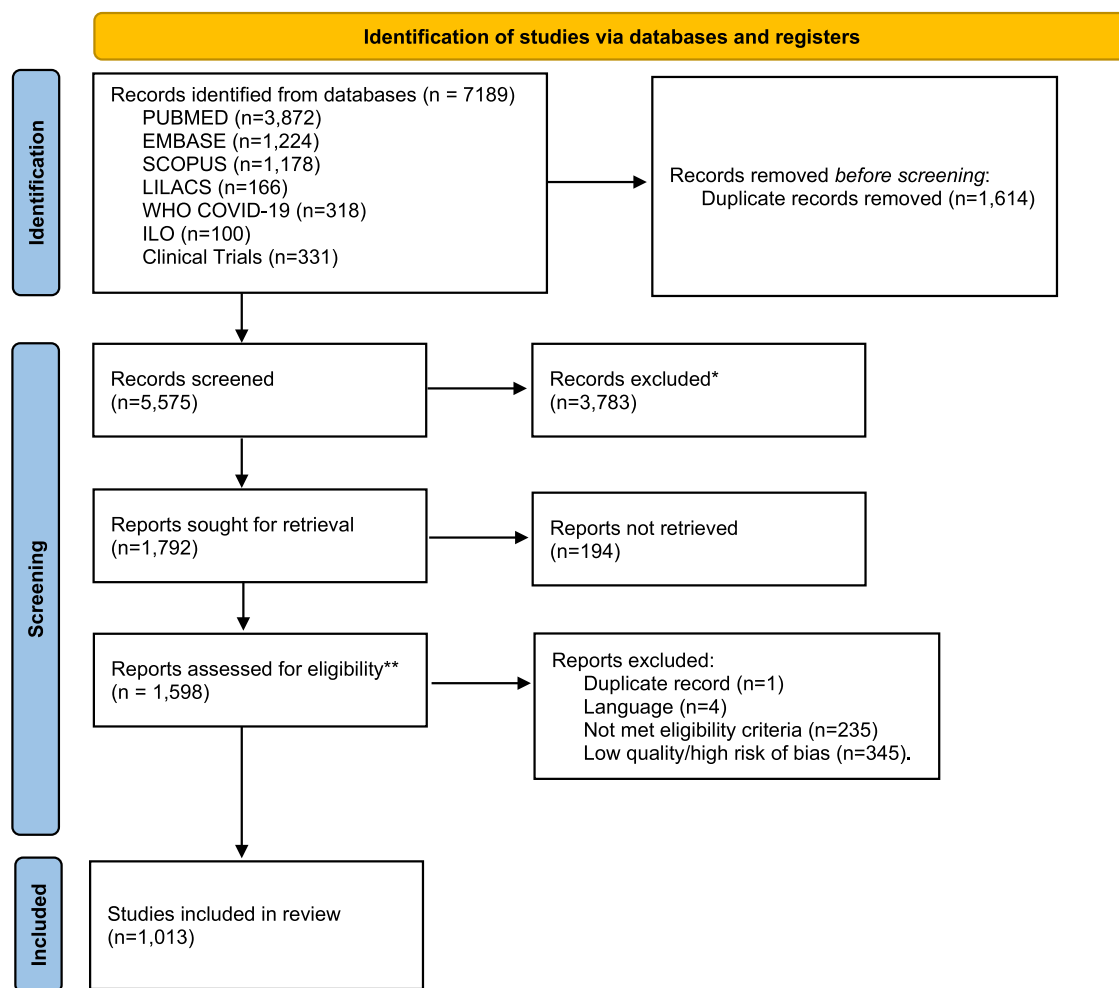 Identification of studies via databases and registers
Identification
Records identified from databases (n = 7189)
PUBMED (n=3,872)
EMBASE (n=1,224)
SCOPUS (n=1,178)
LILACS (n=166)
WHO COVID-19 (n=318)
ILO (n=100)
Clinical Trials (n=331)
Records removed before screening:
Duplicate records removed (n=1,614)
Screening
Records screened
(n=5,575)
Records excluded*
(n=3,783)
Reports sought for retrieval
(n=1,792)
Reports not retrieved
(n=194)
Reports assessed for eligibility**
(n = 1,598)
Reports excluded:
Duplicate record (n=1)
Language (n=4)
Not met eligibility criteria (n=235)
Low quality/high risk of bias (n=345).
Included
Studies included in review
(n=1,013)